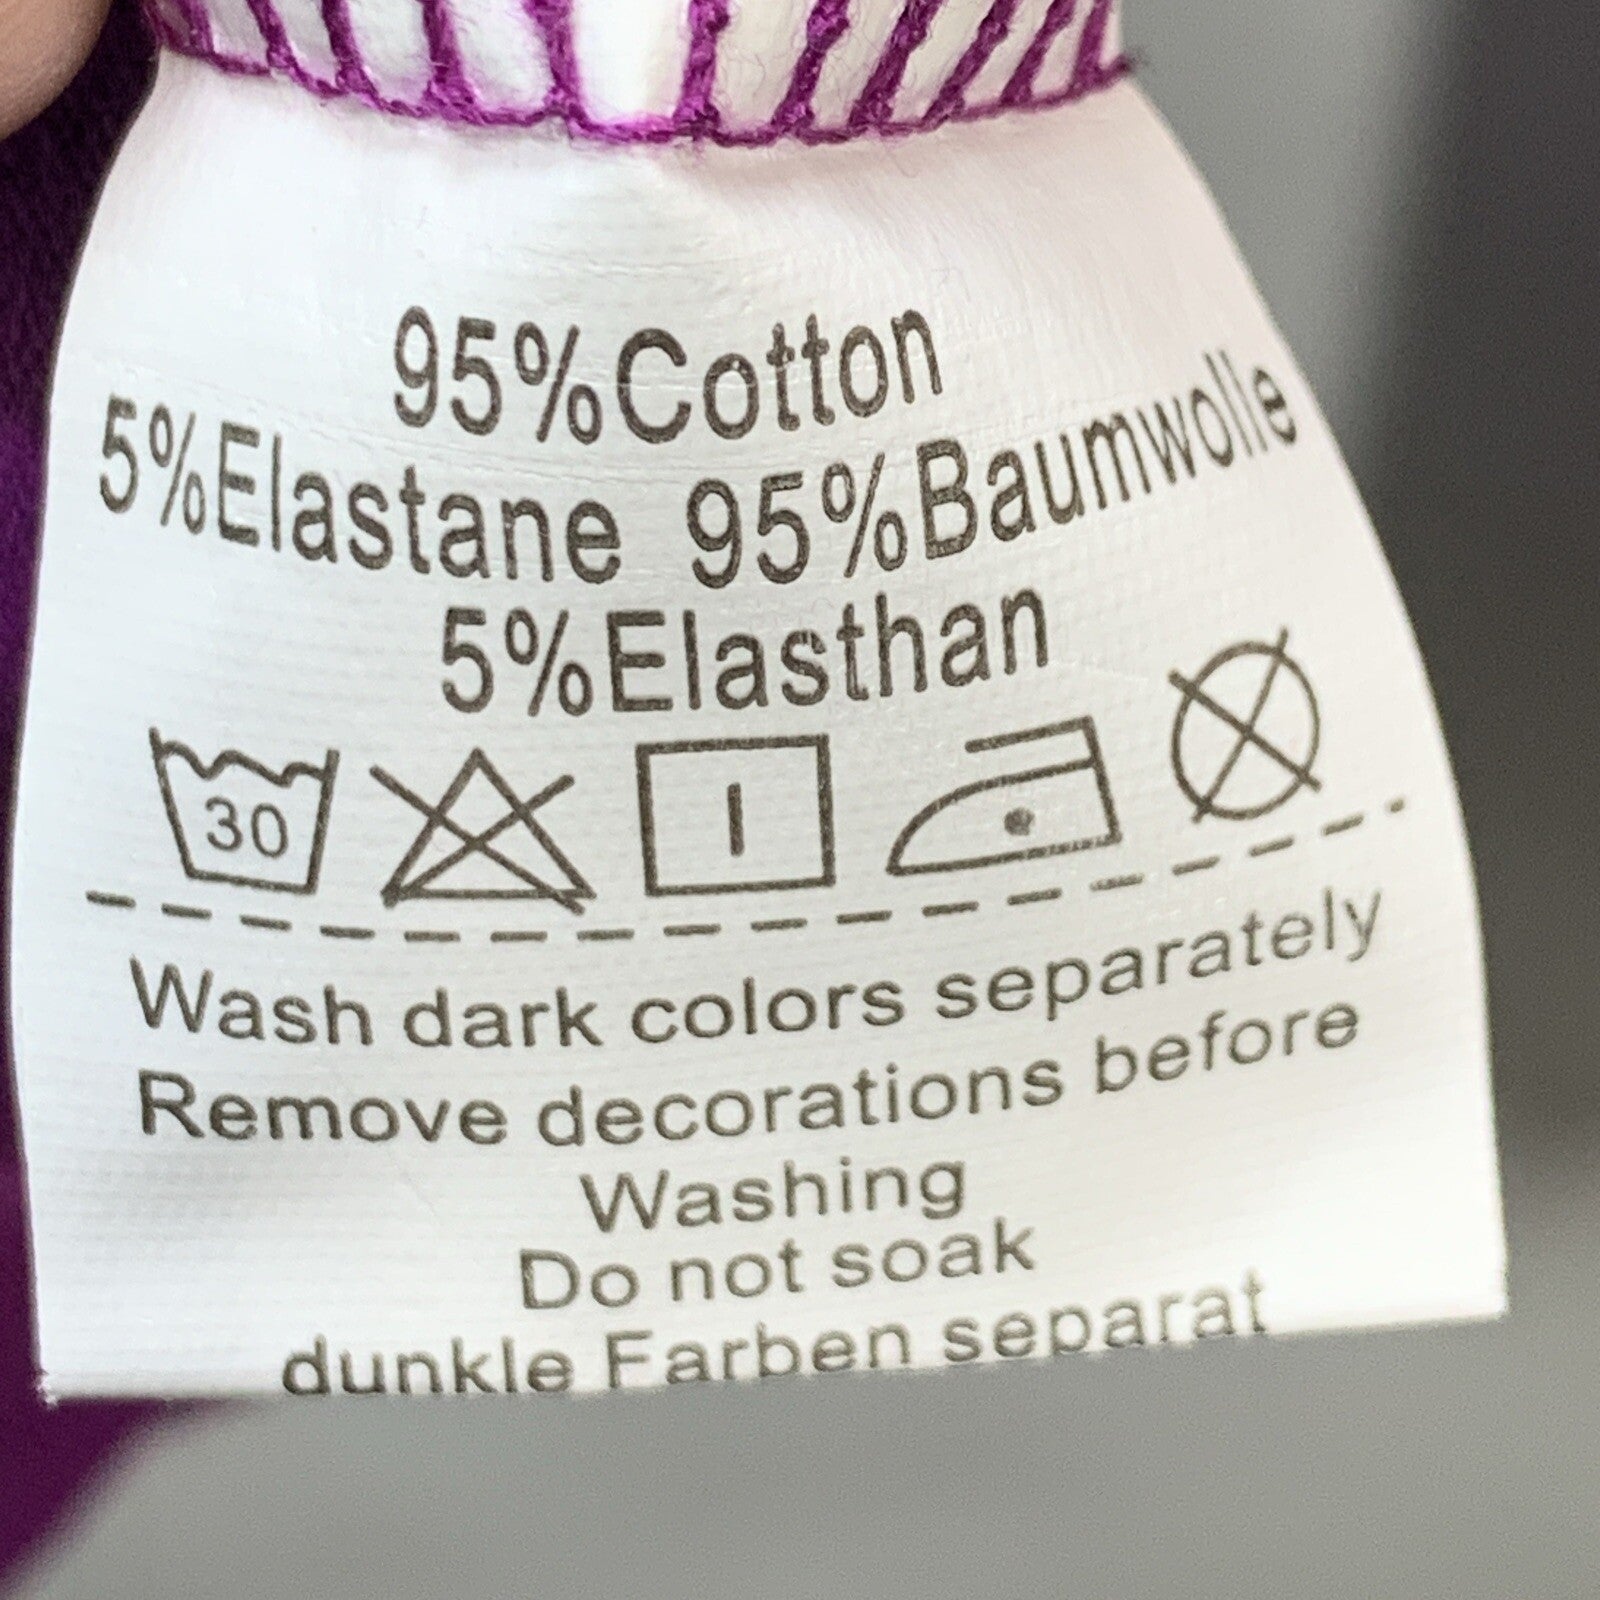 95%Cotton
5%Elastane 95%Baumwolle
5%Elasthan
30
Wash dark colors separately
Remove decorations before
Washing
Do not soak
dunkle Farben separat